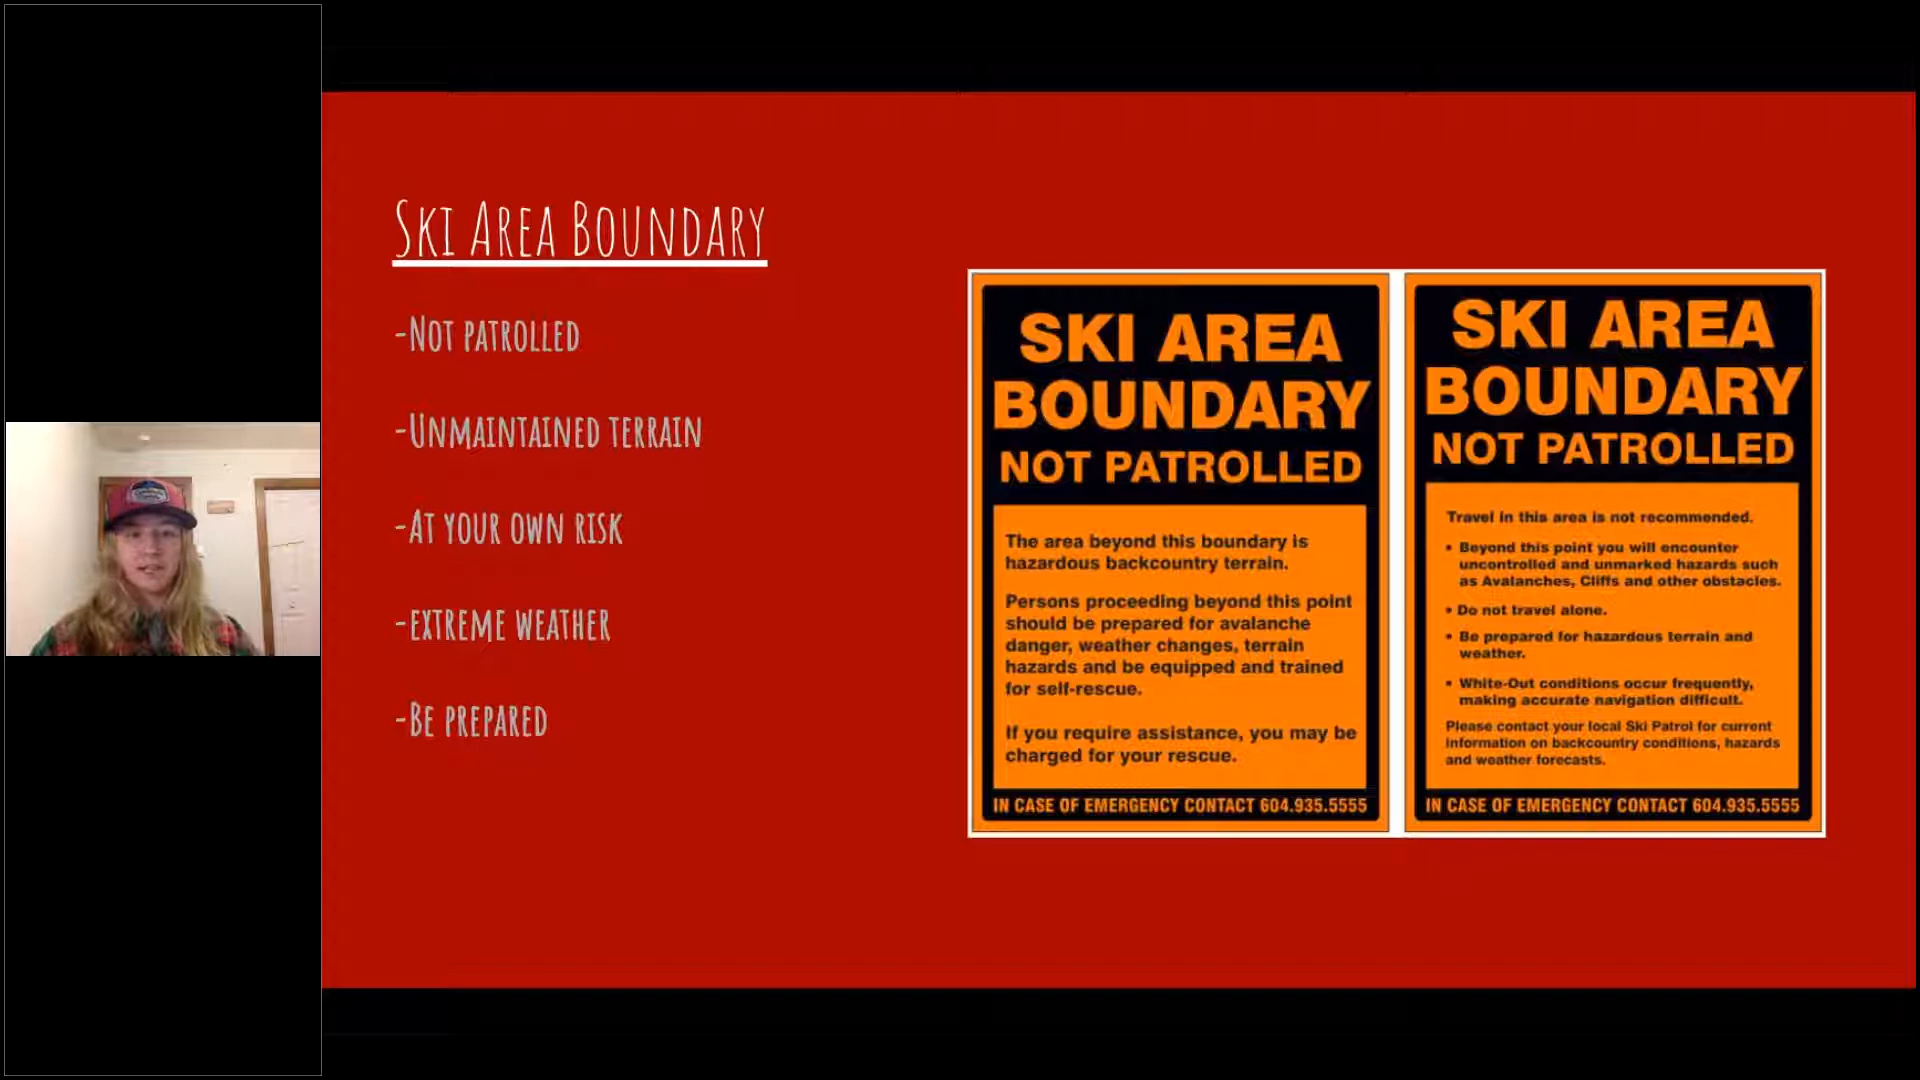 Ski Area Boundary
-Not patrolled
-Unmaintained terrain
-At your own risk
-extreme weather
-Be prepared
SKI AREA
BOUNDARY
NOT PATROLLED
The area beyond this boundary is
hazardous backcountry terrain.
Persons proceeding beyond this point
should be prepared for avalanche
danger, weather changes, terrain
hazards and be equipped and trained
for self-rescue.
If you require assistance, you may be
charged for your rescue.
IN CASE OF EMERGENCY CONTACT 604.935.5555
SKI AREA
BOUNDARY
NOT PATROLLED
Travel in this area is not recommended.
• Beyond this point you will encounter
uncontrolled and unmarked hazards such
as Avalanches, Cliffs and other obstacles.
• Do not travel alone.
• Be prepared for hazardous terrain and
weather.
• White-Out conditions occur frequently,
making accurate navigation difficult.
Please contact your local Ski Patrol for current
information on backcountry conditions, hazards
and weather forecasts.
IN CASE OF EMERGENCY CONTACT 604.935.5555